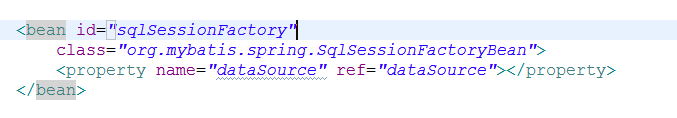 <bean id="sqlSessionFactory"
class="org.mybatis.spring.SqlSessionFactoryBean">
<property name="dataSource" ref="dataSource"></property>
</bean>